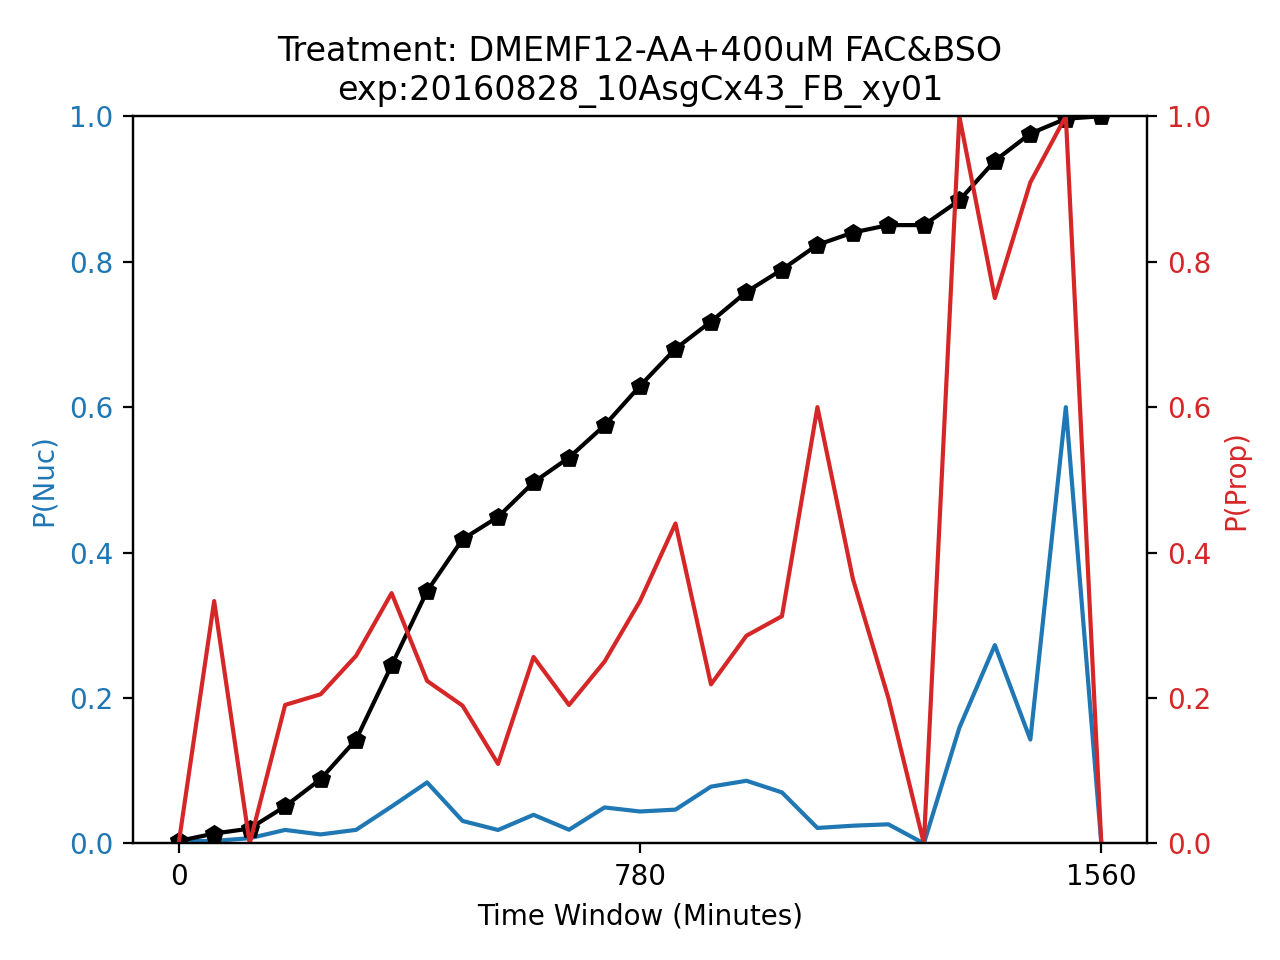 Treatment: DMEMF12-AA+400uM FAC&BSO
exp:20160828_10AsgCx43_FB_xy01
1.0
0.8
0.6
0.4
0.2
0.0
P(Nuc)
1.0
0.8
0.6
0.4
0.2
0.0
P(Prop)
0 780 1560
Time Window (Minutes)